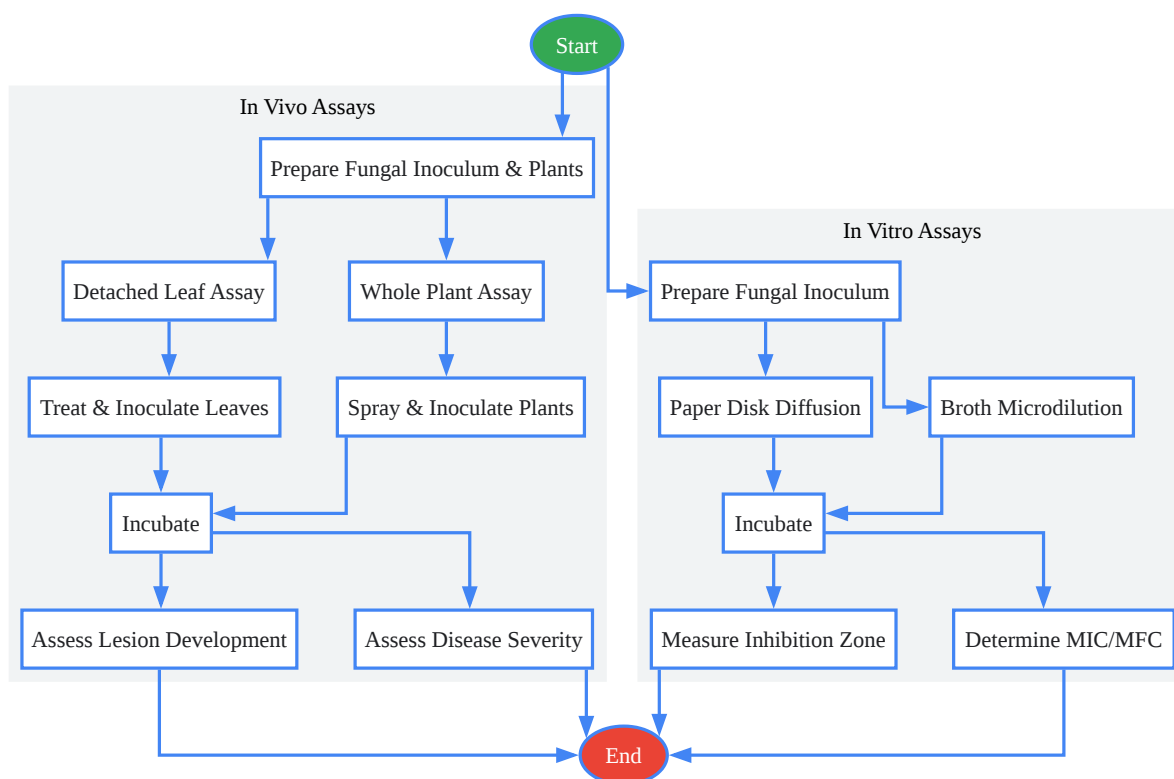 Start
In Vivo Assays
Prepare Fungal Inoculum & Plants
In Vitro Assays
Detached Leaf Assay
Whole Plant Assay
Prepare Fungal Inoculum
Treat & Inoculate Leaves
Spray & Inoculate Plants
Paper Disk Diffusion
Broth Microdilution
Incubate
Incubate
Assess Lesion Development
Assess Disease Severity
Measure Inhibition Zone
Determine MIC/MFC
End